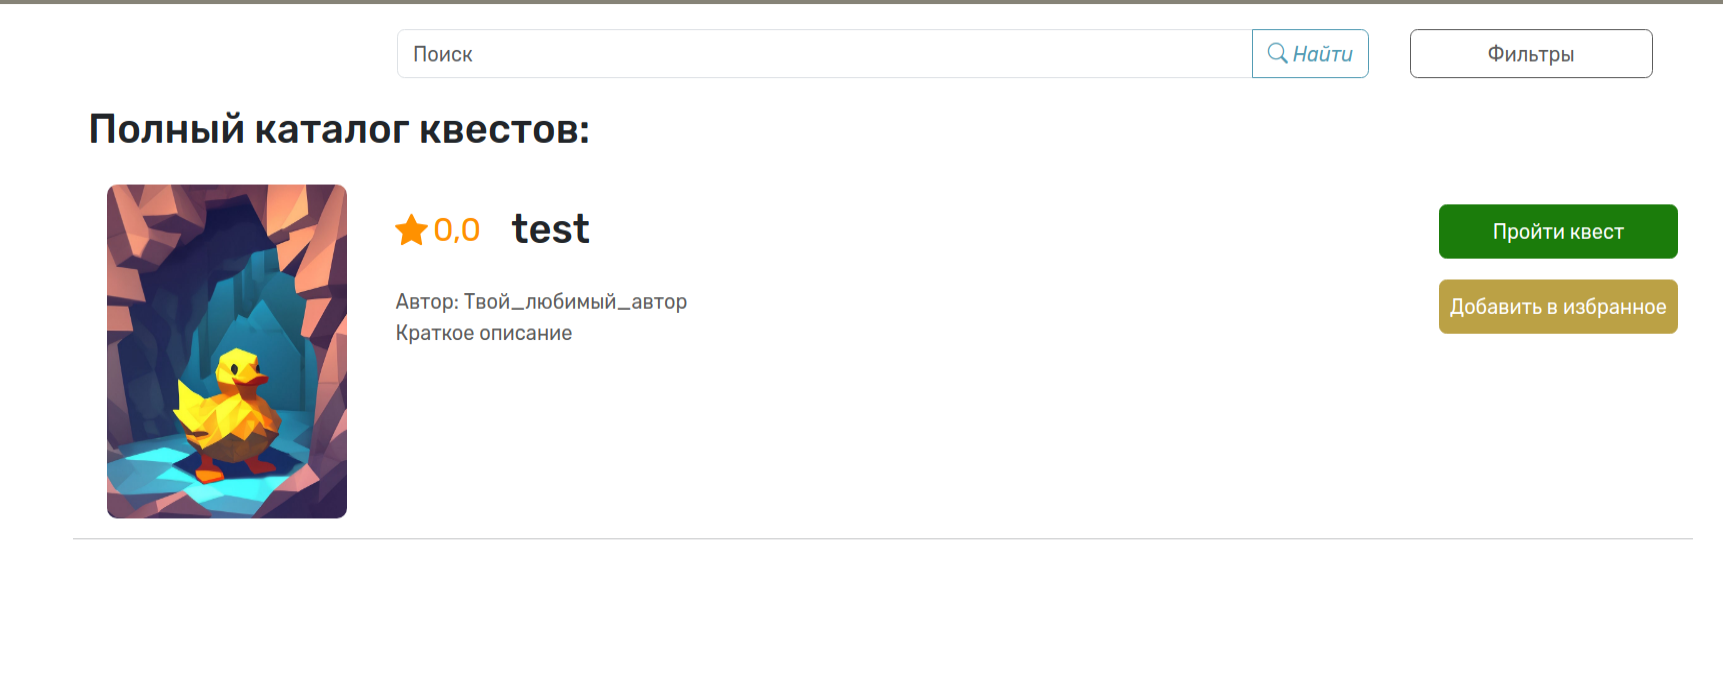 Поиск
Найти
Фильтры
Полный каталог квестов:
0,0 test
Автор: Твой_любимый_автор
Краткое описание
Пройти квест
Добавить в избранное